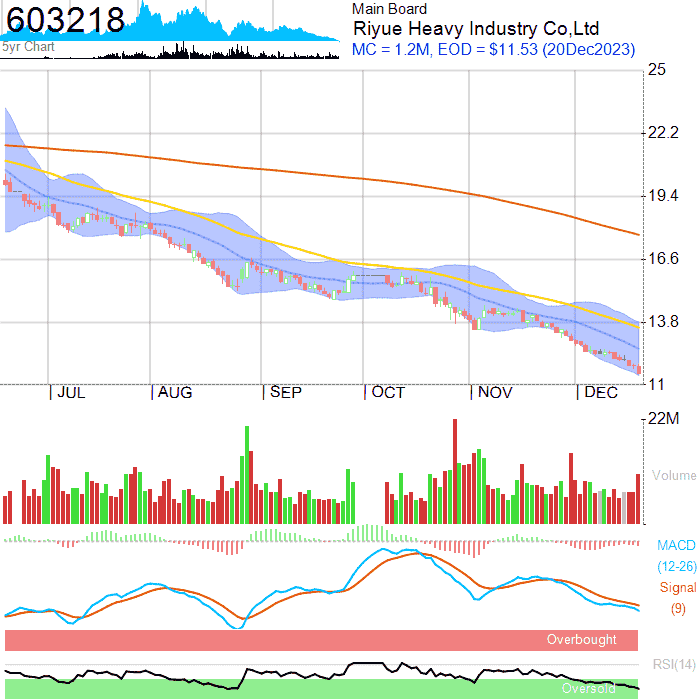 603218
5yr Chart
Main Board
Riyue Heavy Industry Co,Ltd
MC = 1.2M, EOD = $11.53 (20Dec2023)
25
22.2
19.4
16.6
13.8
11
JUL AUG SEP OCT NOV DEC
22M
Volume
MACD
(12-26)
Signal
(9)
Overbought
RSI(14)
Oversold